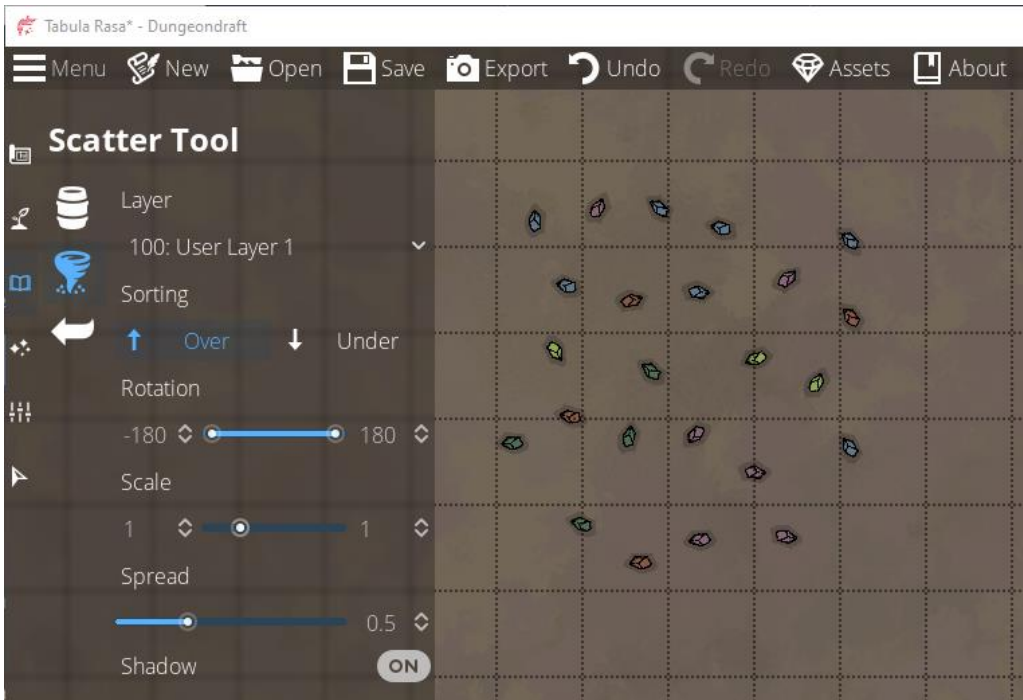 Tabula Rasa* - Dungeondraft
Menu New Open Save Export Undo Redo Assets About
Scatter Tool
Layer
100: User Layer 1
Sorting
Over Under
Rotation
-180 180
Scale
1 1
Spread
0.5
Shadow ON